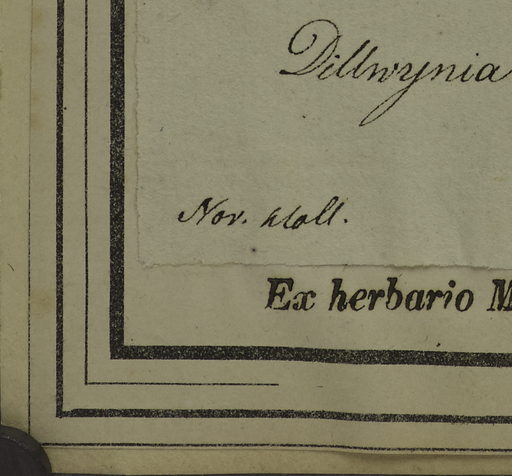 Dillwynia
Nov. Holl.
Ex herbario M